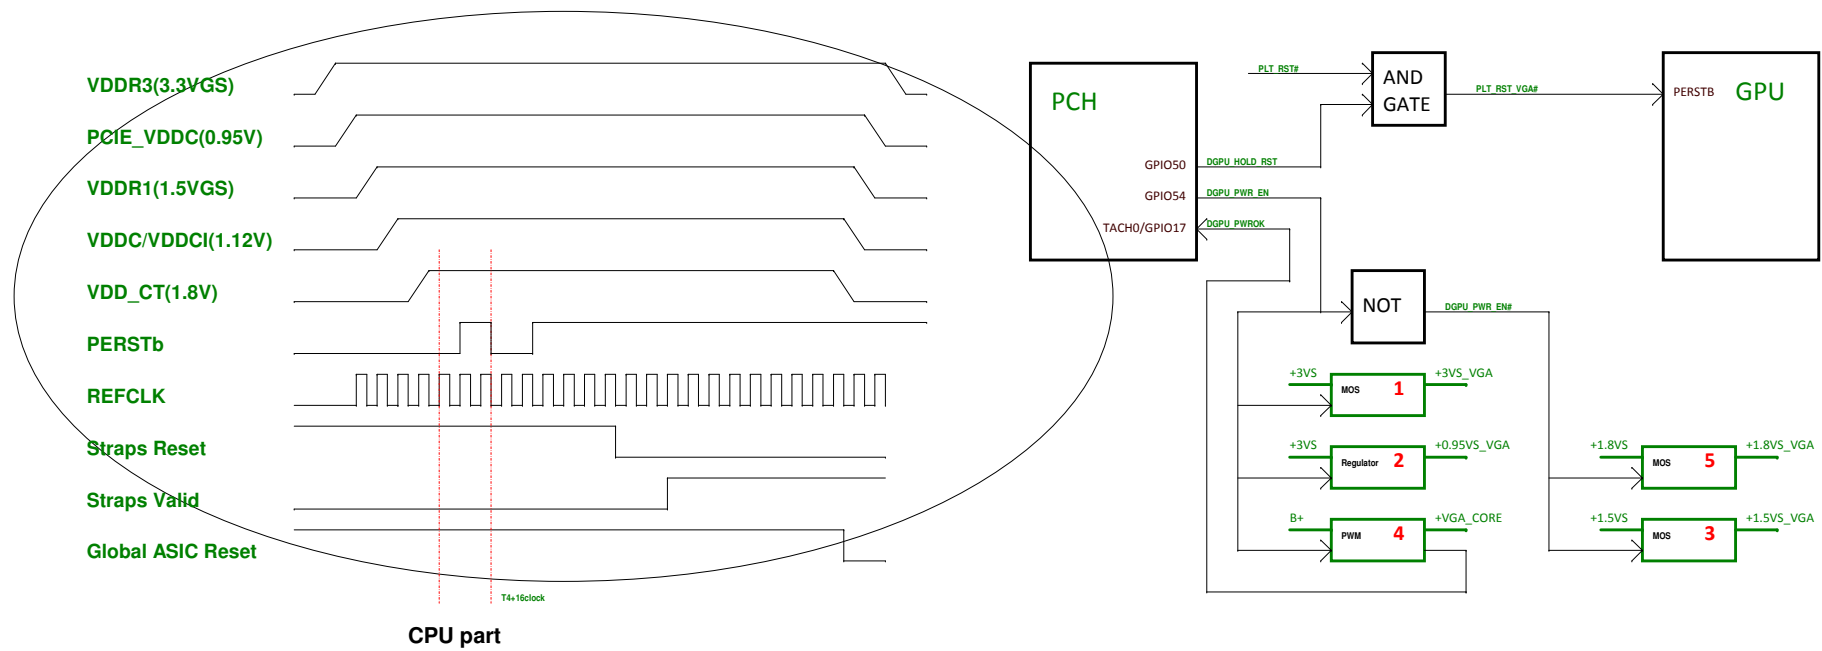 VDDR3(3.3VGS)
PCIE_VDDC(0.95V)
VDDR1(1.5VGS)
VDDC/VDDCI(1.12V)
VDD_CT(1.8V)
PERSTb
REFCLK
Straps Reset
Straps Valid
Global ASIC Reset
T4+16clock
CPU part
PCH
GPIO50
GPIO54
TACH0/GPIO17
PLT_RST#
DGPU_HOLD_RST
DGPU_PWR_EN
DGPU_PWROK
AND
GATE
PLT_RST_VGA#
PERSTB
GPU
NOT
DGPU_PWR_EN#
+3VS
MOS
1
+3VS_VGA
+3VS
Regulator
2
+0.95VS_VGA
B+
PWM
4
+VGA_CORE
+1.8VS
MOS
5
+1.8VS_VGA
+1.5VS
MOS
3
+1.5VS_VGA